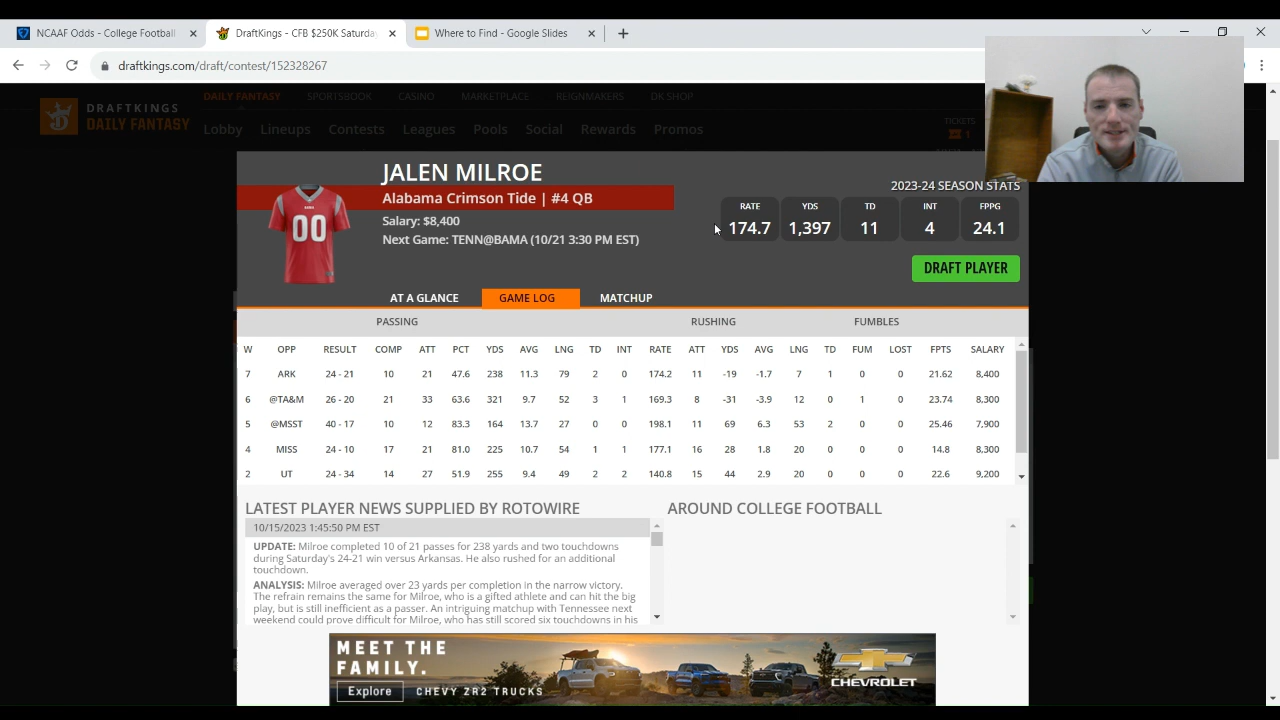 NCAAF Odds - College Football
DraftKings - CFB $250K Saturda
Where to Find - Google Slides
draftkings.com/draft/contest/152328267
DRAFTKINGS
DAILY FANTASY
DAILY FANTASY SPORTSBOOK CASINO MARKETPLACE REIGNMAKERS DK SHOP
Lobby Lineups Contests Leagues Pools Social Rewards Promos
TICKETS
1
JALEN MILROE
Alabama Crimson Tide | #4 QB
Salary: $8,400
Next Game: TENN@BAMA (10/21 3:30 PM EST)
BAMA
00
2023-24 SEASON STATS
RATE YDS TD INT FPPG
174.7 1,397 11 4 24.1
DRAFT PLAYER
AT A GLANCE GAME LOG MATCHUP
PASSING RUSHING FUMBLES
W OPP RESULT COMP ATT PCT YDS AVG LNG TD INT RATE ATT YDS AVG LNG TD FUM LOST FPTS SALARY
7 ARK 24 - 21 10 21 47.6 238 11.3 79 2 0 174.2 11 -19 -1.7 7 1 0 0 21.62 8,400
6 @TA&M 26 - 20 21 33 63.6 321 9.7 52 3 1 169.3 8 -31 -3.9 12 0 1 0 23.74 8,300
5 @MSST 40 - 17 10 12 83.3 164 13.7 27 0 0 198.1 11 69 6.3 53 2 0 0 25.46 7,900
4 MISS 24 - 10 17 21 81.0 225 10.7 54 1 1 177.1 16 28 1.8 20 0 0 0 14.8 8,300
2 UT 24 - 34 14 27 51.9 255 9.4 49 2 2 140.8 15 44 2.9 20 0 0 0 22.6 9,200
LATEST PLAYER NEWS SUPPLIED BY ROTOWIRE
10/15/2023 1:45:50 PM EST
UPDATE: Milroe completed 10 of 21 passes for 238 yards and two touchdowns
during Saturday's 24-21 win versus Arkansas. He also rushed for an additional
touchdown.
ANALYSIS: Milroe averaged over 23 yards per completion in the narrow victory.
The refrain remains the same for Milroe, who is a gifted athlete and can hit the big
play, but is still inefficient as a passer. An intriguing matchup with Tennessee next
weekend could prove difficult for Milroe, who has still scored six touchdowns in his
AROUND COLLEGE FOOTBALL
MEET THE
FAMILY.
Explore CHEVY ZR2 TRUCKS
CHEVROLET